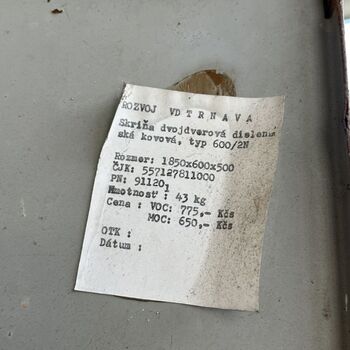 ROZVOJ VD T R N A V A
Skriňa dvojdverová dielen
ská kovová, typ 600/2N
Rozmer: 1850x600x500
ČJK: 557127811000
PN: 91120,
Hmotnosť : 43 kg
Cena : VOC: 775,- Kčs
MOC: 650,- Kčs
OTK :
Dátum :